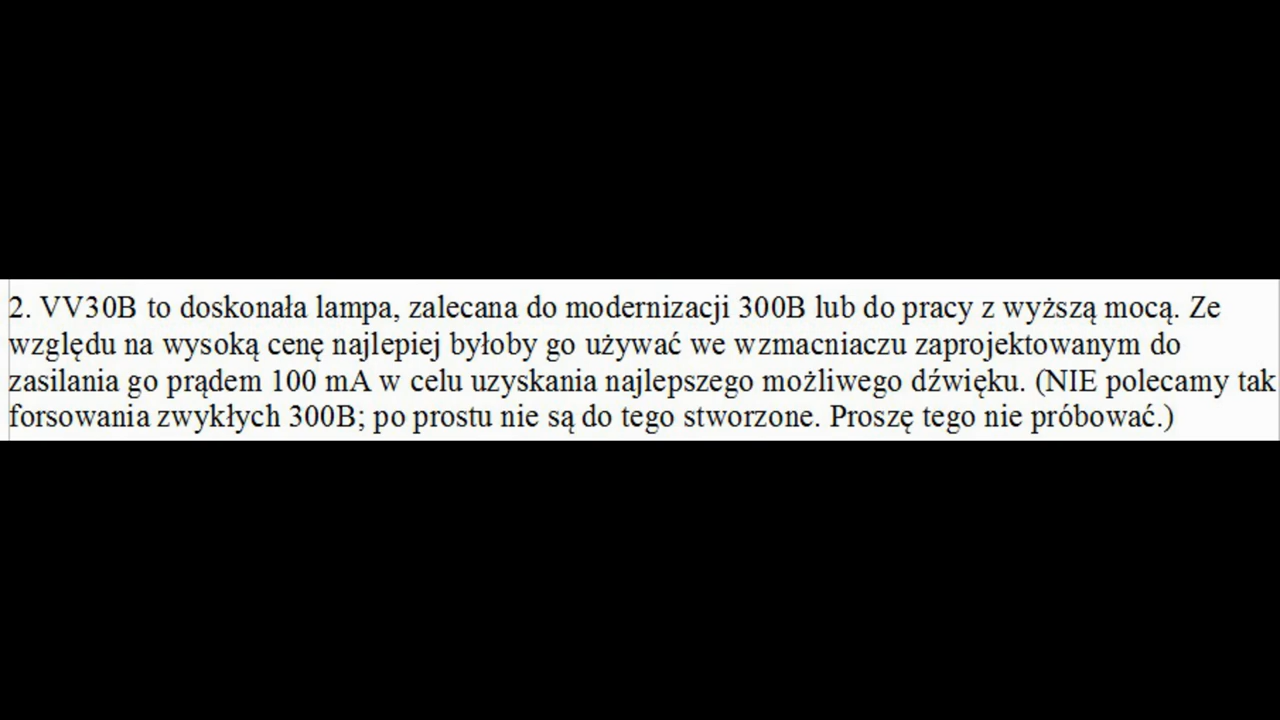 2. VV30B to doskonała lampa, zalecana do modernizacji 300B lub do pracy z wyższą mocą. Ze
względu na wysoką cenę najlepiej byłoby go używać we wzmacniaczu zaprojektowanym do
zasilania go prądem 100 mA w celu uzyskania najlepszego możliwego dźwięku. (NIE polecamy tak
forsowania zwykłych 300B; po prostu nie są do tego stworzone. Proszę tego nie próbować.)